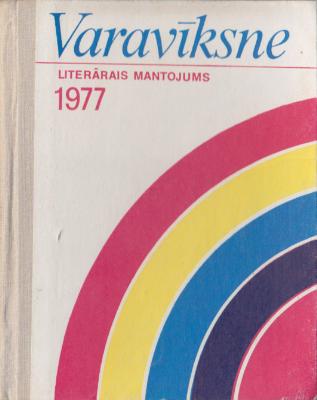 Varavīksne
LITERĀRAIS MANTOJUMS
1977